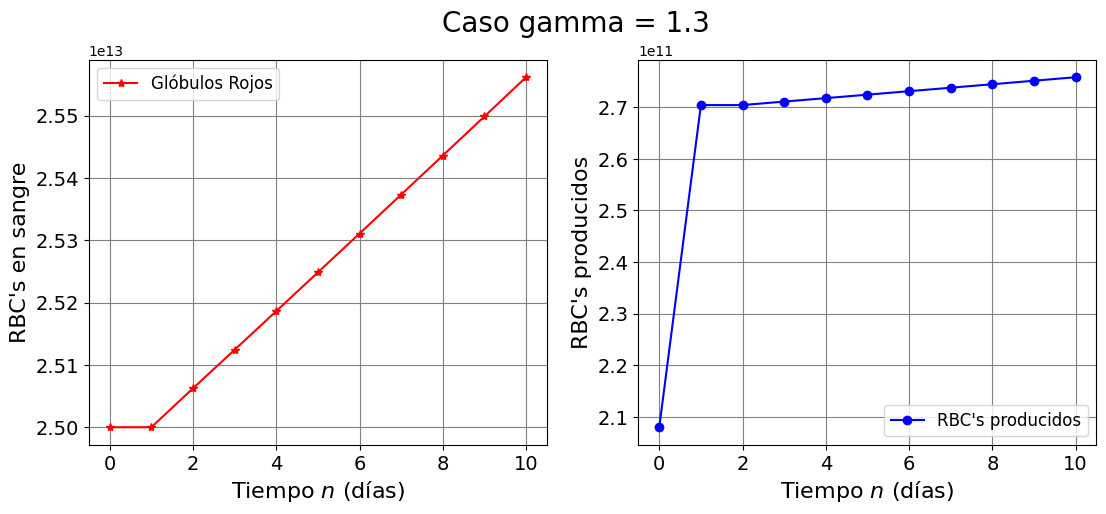 Caso gamma = 1.3
1e13
Glóbulos Rojos
2.55
2.54
2.53
2.52
2.51
2.50
RBC's en sangre
0 2 4 6 8 10
Tiempo n (días)
1e11
2.7
2.6
2.5
2.4
2.3
2.2
2.1
RBC's producidos
RBC's producidos
0 2 4 6 8 10
Tiempo n (días)